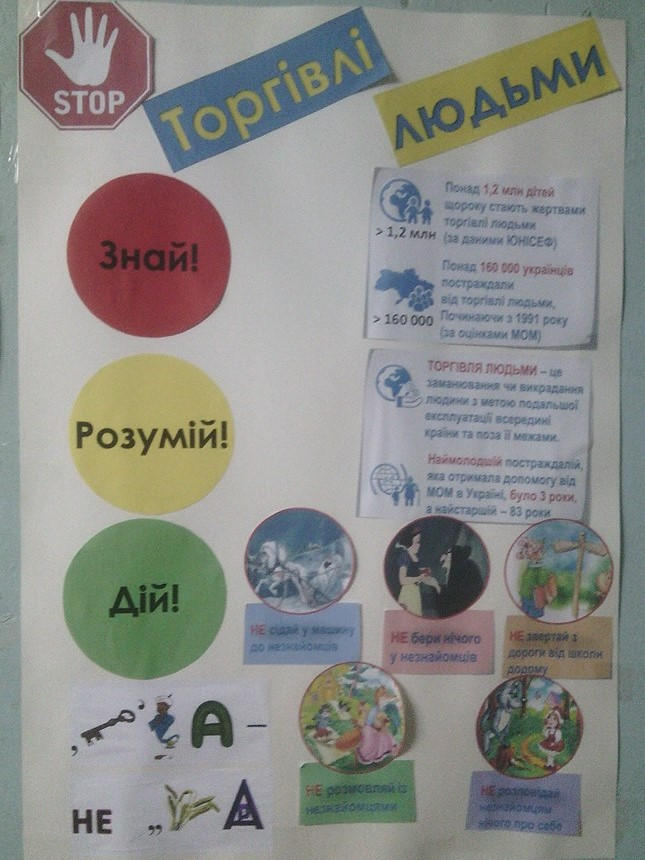 STOP
Торгівлі
людьми
Знай!
> 1,2 млн
Понад 1,2 млн дітей
щороку стають жертвами
торгівлі людьми
(за даними ЮНІСЕФ)
> 160 000
Понад 160 000 українців
постраждали
від торгівлі людьми,
Починаючи з 1991 року
(за оцінками МОМ)
Розумій!
ТОРГІВЛЯ ЛЮДЬМИ – це
заманювання чи викрадання
людини з метою подальшої
експлуатації всередині
країни та поза її межами.
Наймолодшій постраждалій,
яка отримала допомогу від
МОМ в Україні, було 3 роки,
а найстаршій – 83 роки
Дій!
НЕ сідай у машину
до незнайомців
НЕ бери нічого
у незнайомців
НЕ звертай з
дороги від школи
додому
, ' А –
НЕ „ А
Р
НЕ розмовляй із
незнайомцями
НЕ розповідай
незнайомцям
нічого про себе